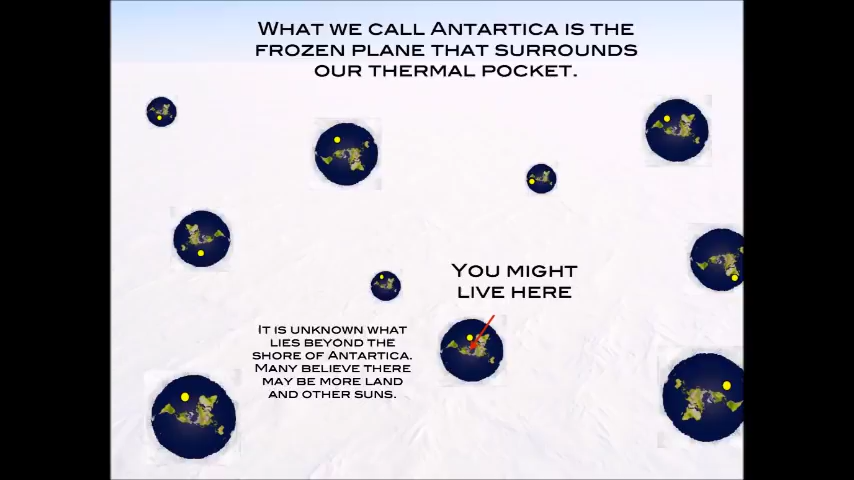 What we call Antartica is the
frozen plane that surrounds
our thermal pocket.
You might
live here
It is unknown what
lies beyond the
shore of Antartica.
Many believe there
may be more land
and other suns.